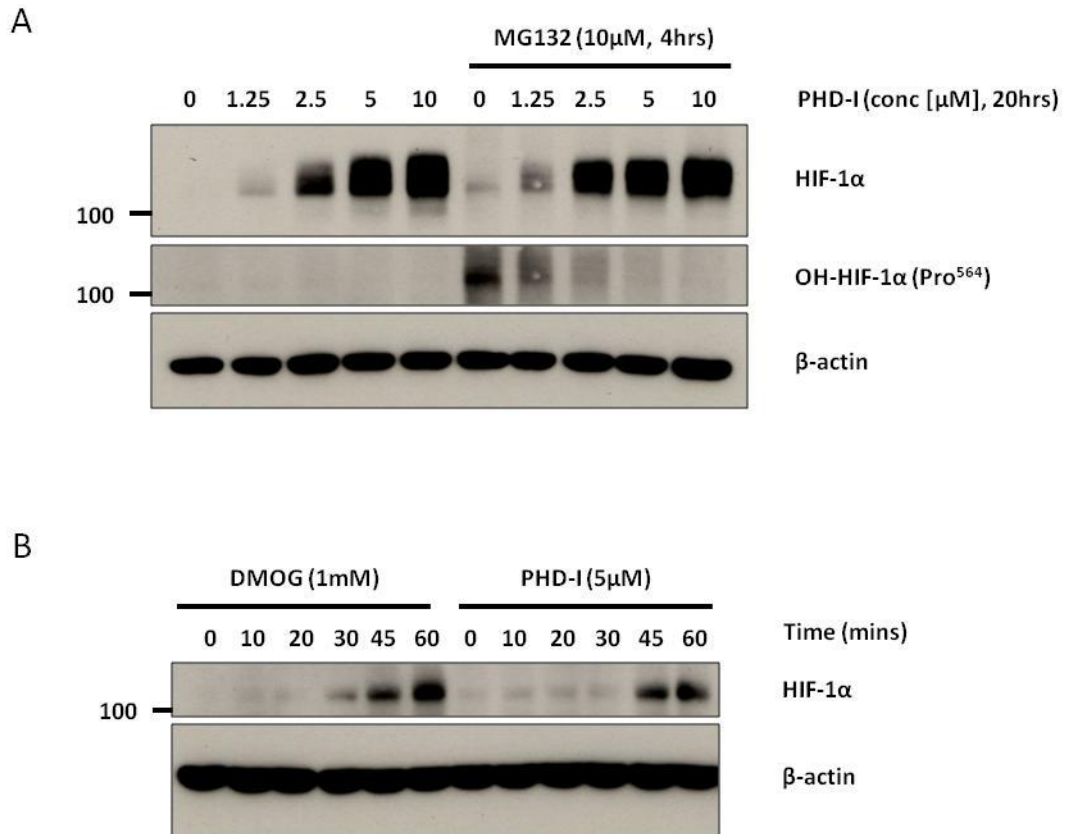 A
MG132 (10µM, 4hrs)
0 1.25 2.5 5 10 0 1.25 2.5 5 10 PHD-I (conc [µM], 20hrs)
HIF-1α
100
OH-HIF-1α (Pro⁵⁶⁴)
100
β-actin
B
DMOG (1mM) PHD-I (5µM)
0 10 20 30 45 60 0 10 20 30 45 60 Time (mins)
HIF-1α
100
β-actin